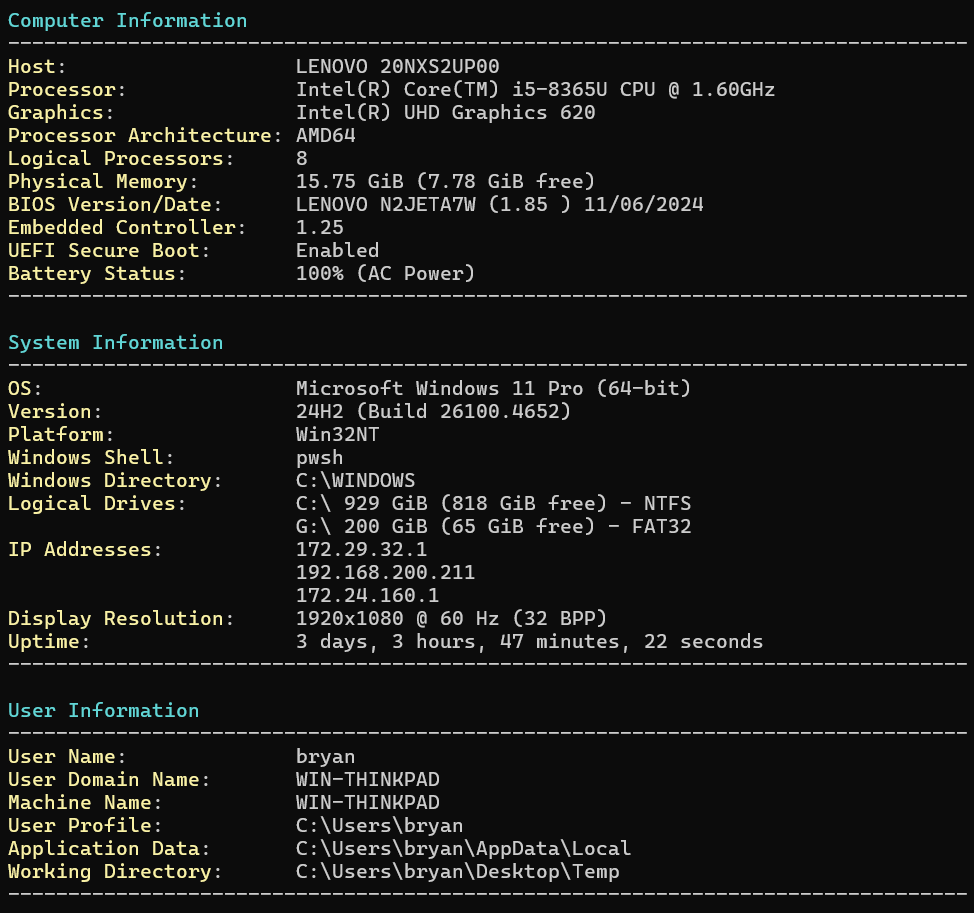 Computer Information
--------------------------------------------------------------------------------
Host:                   LENOVO 20NXS2UP00
Processor:              Intel(R) Core(TM) i5-8365U CPU @ 1.60GHz
Graphics:               Intel(R) UHD Graphics 620
Processor Architecture: AMD64
Logical Processors:     8
Physical Memory:        15.75 GiB (7.78 GiB free)
BIOS Version/Date:      LENOVO N2JETA7W (1.85 ) 11/06/2024
Embedded Controller:    1.25
UEFI Secure Boot:       Enabled
Battery Status:         100% (AC Power)
--------------------------------------------------------------------------------

System Information
--------------------------------------------------------------------------------
OS:                     Microsoft Windows 11 Pro (64-bit)
Version:                24H2 (Build 26100.4652)
Platform:               Win32NT
Windows Shell:          pwsh
Windows Directory:      C:\WINDOWS
Logical Drives:         C:\ 929 GiB (818 GiB free) - NTFS
                        G:\ 200 GiB (65 GiB free) - FAT32
IP Addresses:           172.29.32.1
                        192.168.200.211
                        172.24.160.1
Display Resolution:     1920x1080 @ 60 Hz (32 BPP)
Uptime:                 3 days, 3 hours, 47 minutes, 22 seconds
--------------------------------------------------------------------------------

User Information
--------------------------------------------------------------------------------
User Name:              bryan
User Domain Name:       WIN-THINKPAD
Machine Name:           WIN-THINKPAD
User Profile:           C:\Users\bryan
Application Data:       C:\Users\bryan\AppData\Local
Working Directory:      C:\Users\bryan\Desktop\Temp
--------------------------------------------------------------------------------